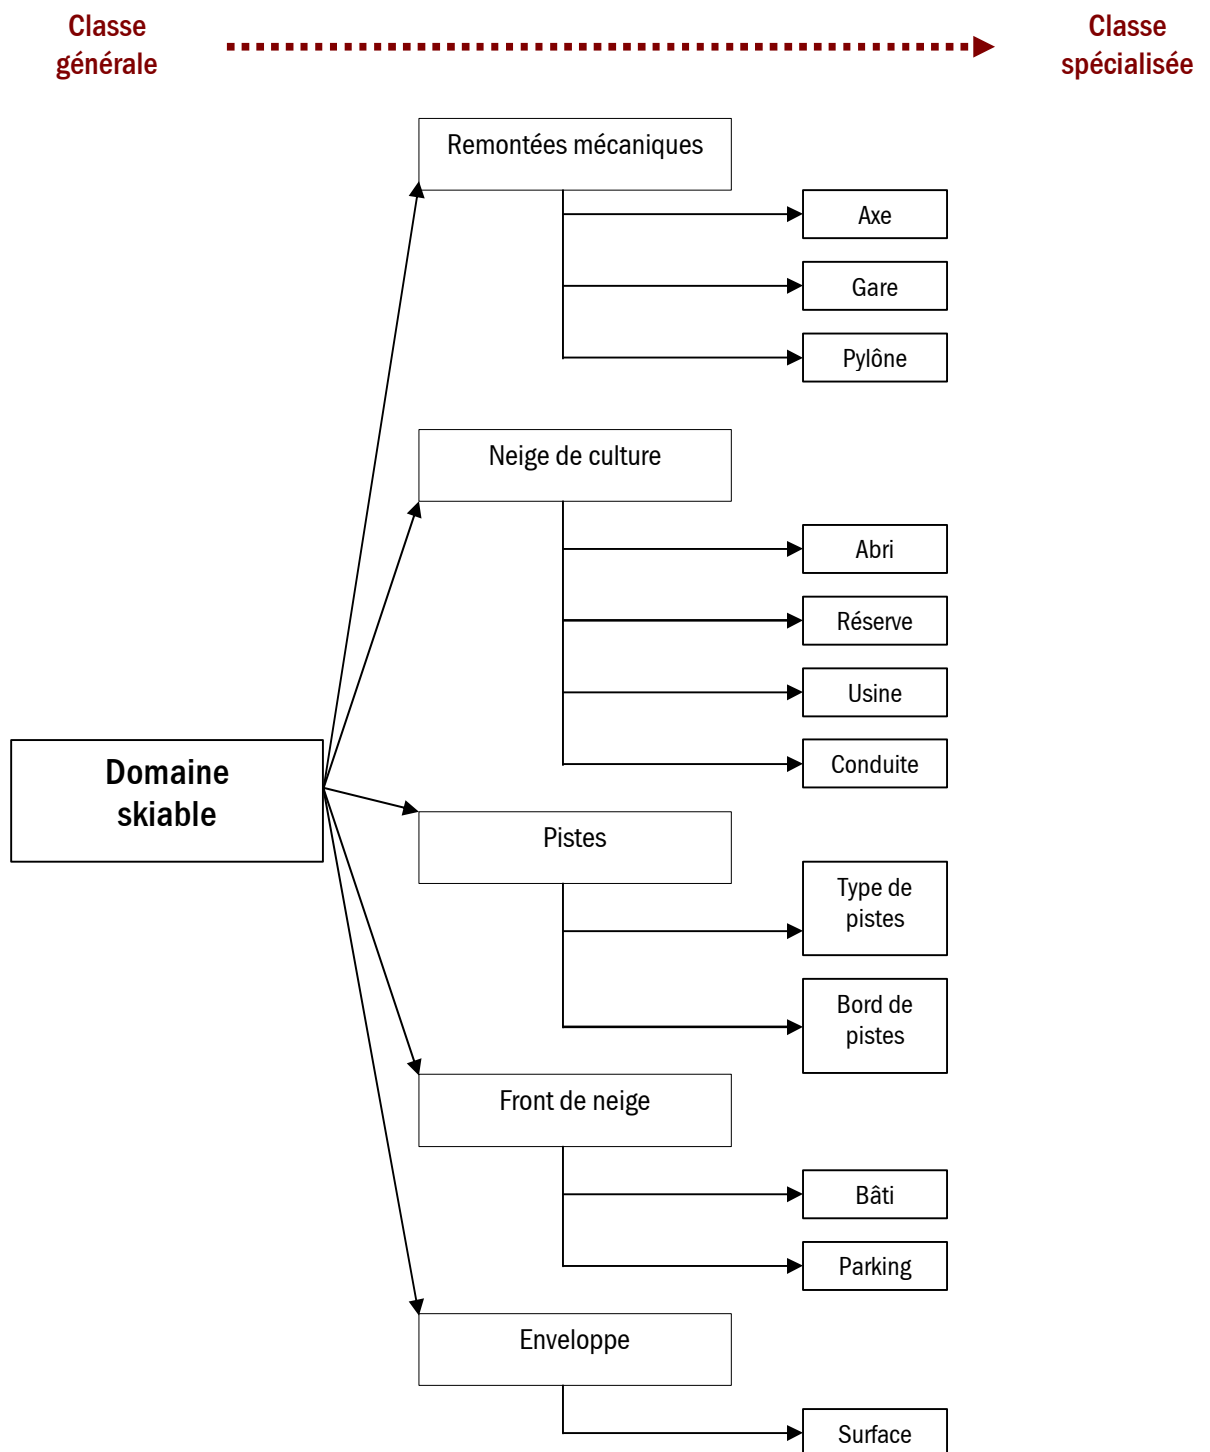 Classe
générale
Classe
spécialisée
Remontées mécaniques
Axe
Gare
Pylône
Neige de culture
Abri
Réserve
Usine
Conduite
Domaine
skiable
Pistes
Type de
pistes
Bord de
pistes
Front de neige
Bâti
Parking
Enveloppe
Surface